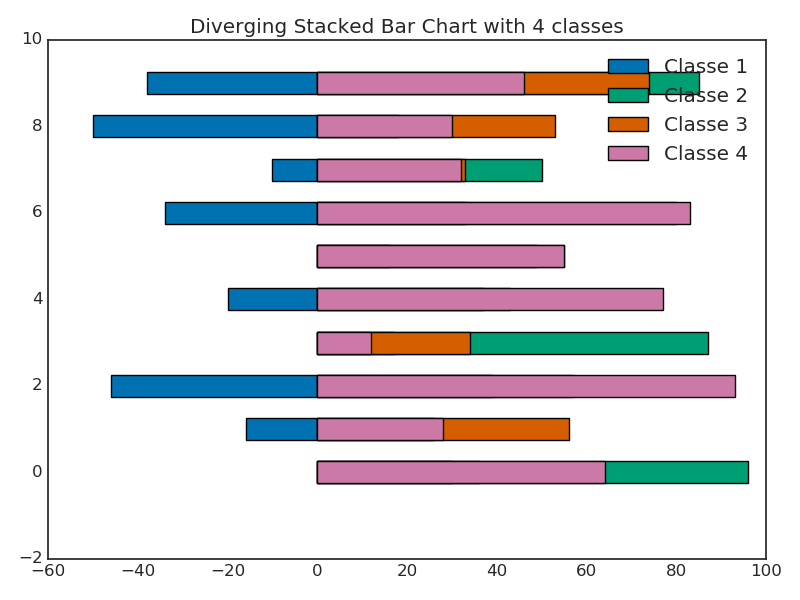 Diverging Stacked Bar Chart with 4 classes
10
8
6
4
2
0
−2
Classe 1
Classe 2
Classe 3
Classe 4
−60 −40 −20 0 20 40 60 80 100